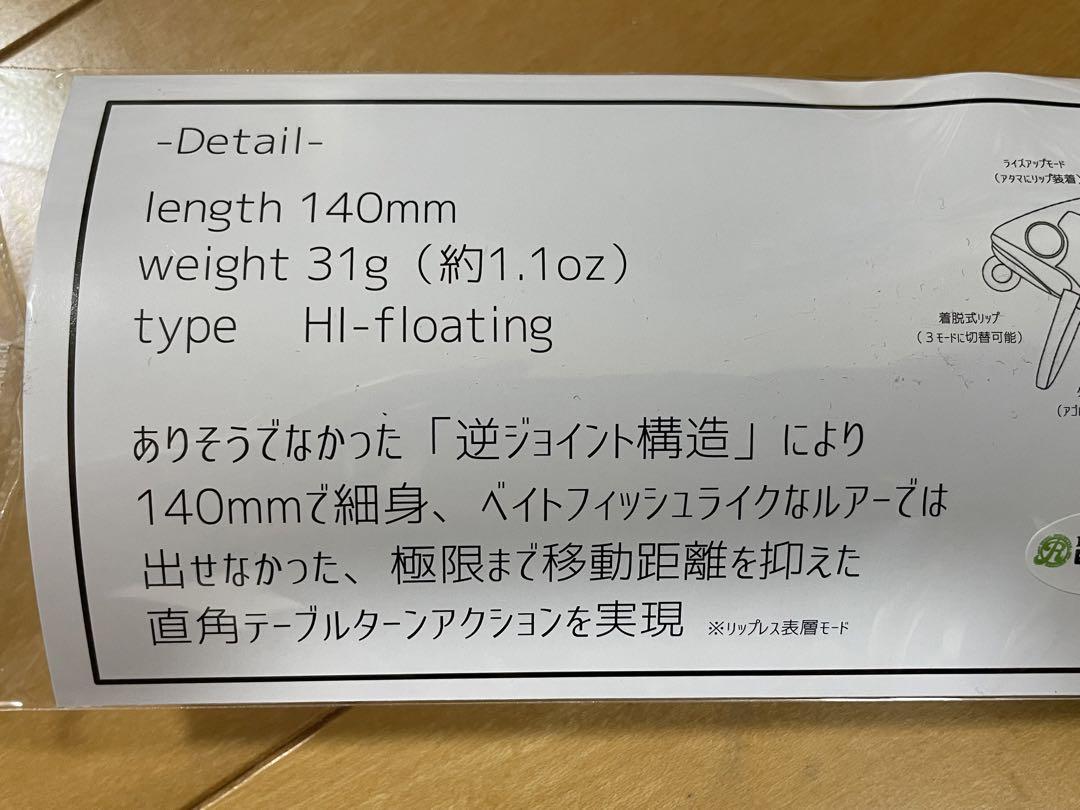 -Detail-
length 140mm
weight 31g（約1.1oz）
type HI-floating
ありそうでなかった「逆ジョイント構造」により
140mmで細身、ベイトフィッシュライクなルアーでは
出せなかった、極限まで移動距離を抑えた
直角テーブルターンアクションを実現 ※リップレス表層モード
ライズアップモード
（アタマにリップ装着）
着脱式リップ
（３モードに切替可能）
（アゴ
R